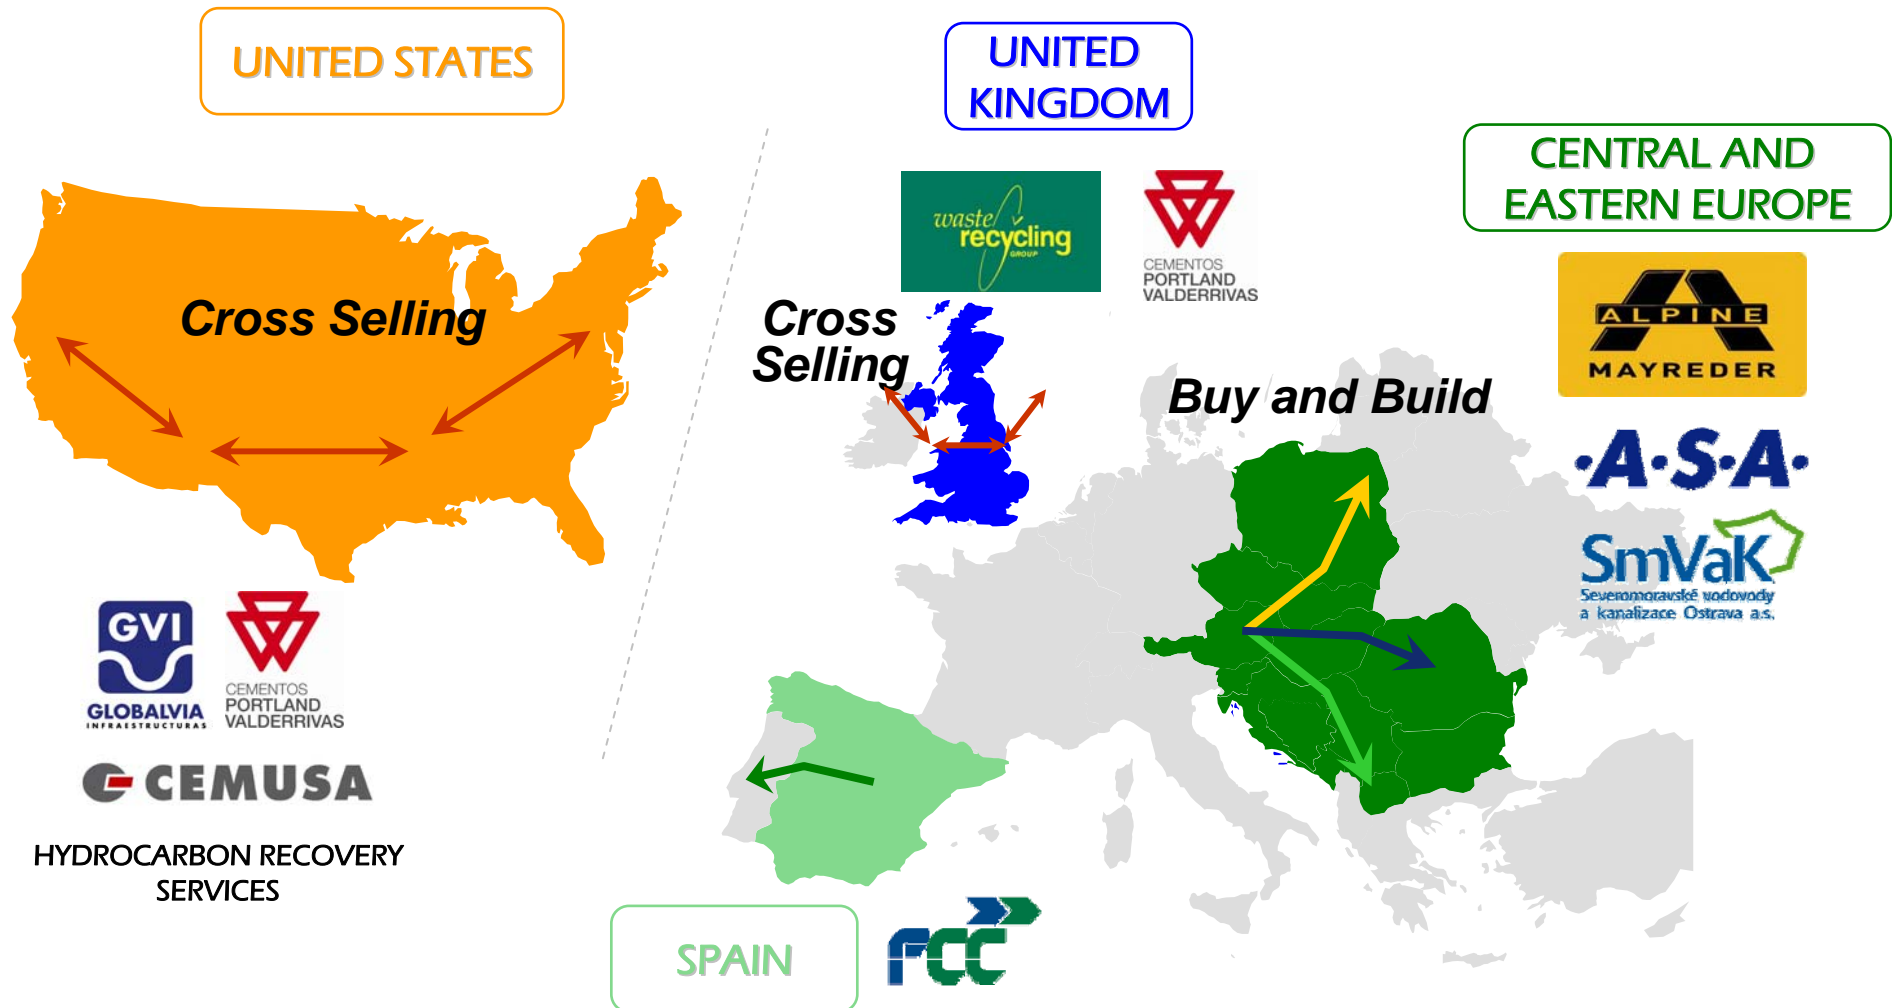 UNITED STATES
UNITED
KINGDOM
CENTRAL AND
EASTERN EUROPE
waste
recycling
GROUP
CEMENTOS
PORTLAND
VALDERRIVAS
ALPINE
MAYREDER
Cross Selling
Cross
Selling
Buy and Build
·A·S·A·
SmVaK
Severomoravské vodovody
a kanalizace Ostrava a.s.
GVI
GLOBALVIA
INFRAESTRUCTURAS
CEMENTOS
PORTLAND
VALDERRIVAS
CEMUSA
HYDROCARBON RECOVERY
SERVICES
SPAIN
FCC